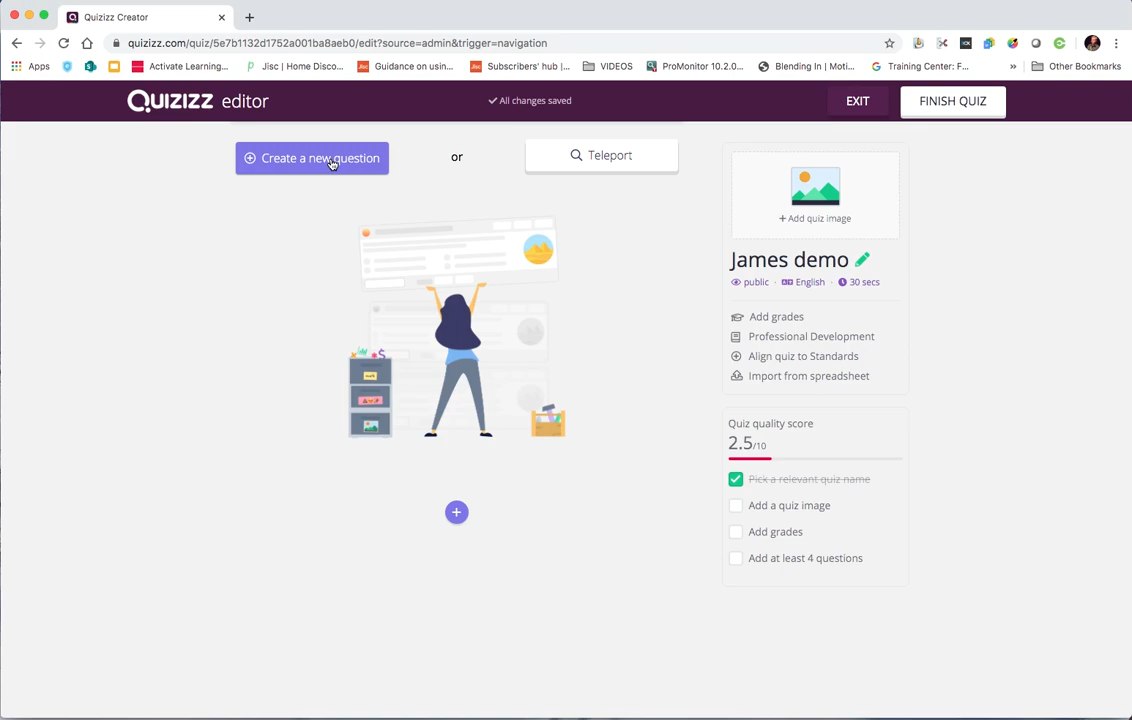 Quizizz Creator
quizizz.com/quiz/5e7b1132d1752a001ba8aeb0/edit?source=admin&trigger=navigation
Apps
Activate Learning...
Jisc | Home Disco...
Guidance on usin...
Subscribers' hub |...
VIDEOS
ProMonitor 10.2.0...
Blending In | Moti...
Training Center: F...
»
Other Bookmarks
QUIZIZZ editor
All changes saved
EXIT
FINISH QUIZ
Create a new question
or
Teleport
+ Add quiz image
James demo
public · English · 30 secs
Add grades
Professional Development
Align quiz to Standards
Import from spreadsheet
Quiz quality score
2.5/10
Pick a relevant quiz name
Add a quiz image
Add grades
Add at least 4 questions